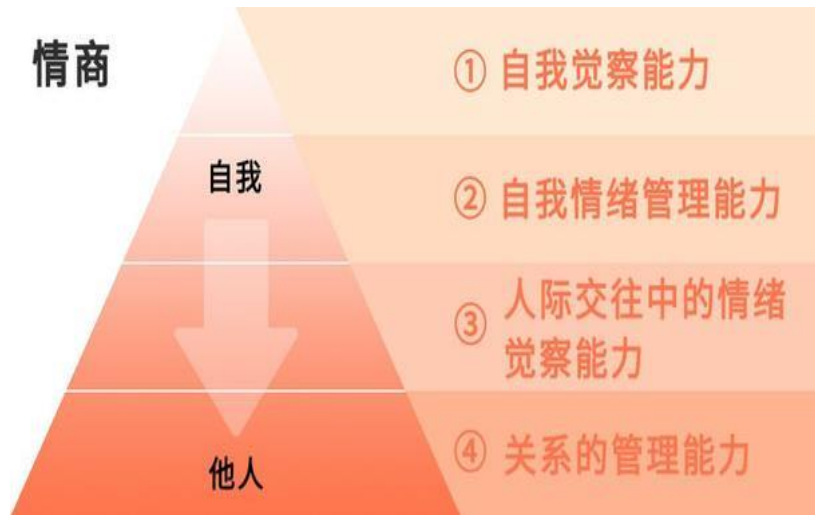 情商
① 自我觉察能力
自我
② 自我情绪管理能力
③ 人际交往中的情绪
觉察能力
④ 关系的管理能力
他人